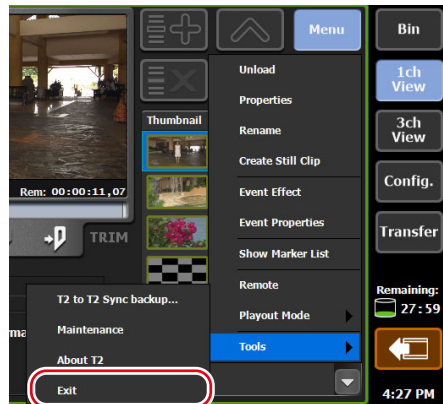 Menu
Bin
Unload
1ch
View
Properties
Thumbnail
Rename
3ch
View
Create Still Clip
Rem: 00:00:11,07
Event Effect
Config.
Event Properties
TRIM
Transfer
Show Marker List
Remote
Remaining:
27:59
T2 to T2 Sync backup...
Playout Mode
Maintenance
Tools
About T2
Exit
4:27 PM